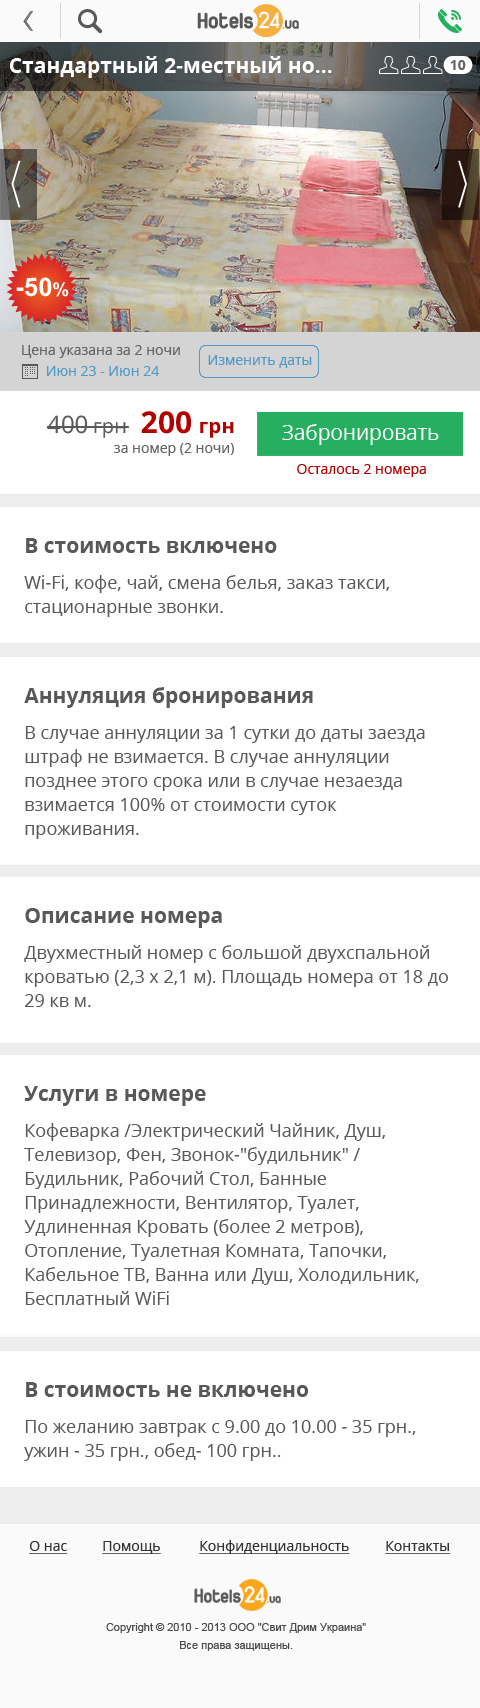 Hotels24.ua
Стандартный 2-местный но...
10
-50%
Цена указана за 2 ночи
Июн 23 - Июн 24
Изменить даты
400 грн 200 грн
за номер (2 ночи)
Забронировать
Осталось 2 номера
В стоимость включено
Wi-Fi, кофе, чай, смена белья, заказ такси,
стационарные звонки.
Аннуляция бронирования
В случае аннуляции за 1 сутки до даты заезда
штраф не взимается. В случае аннуляции
позднее этого срока или в случае незаезда
взимается 100% от стоимости суток
проживания.
Описание номера
Двухместный номер с большой двухспальной
кроватью (2,3 х 2,1 м). Площадь номера от 18 до
29 кв м.
Услуги в номере
Кофеварка /Электрический Чайник, Душ,
Телевизор, Фен, Звонок-"будильник" /
Будильник, Рабочий Стол, Банные
Принадлежности, Вентилятор, Туалет,
Удлиненная Кровать (более 2 метров),
Отопление, Туалетная Комната, Тапочки,
Кабельное ТВ, Ванна или Душ, Холодильник,
Бесплатный WiFi
В стоимость не включено
По желанию завтрак с 9.00 до 10.00 - 35 грн.,
ужин - 35 грн., обед- 100 грн..
О нас Помощь Конфиденциальность Контакты
Hotels24.ua
Copyright © 2010 - 2013 ООО "Свит Дрим Украина"
Все права защищены.